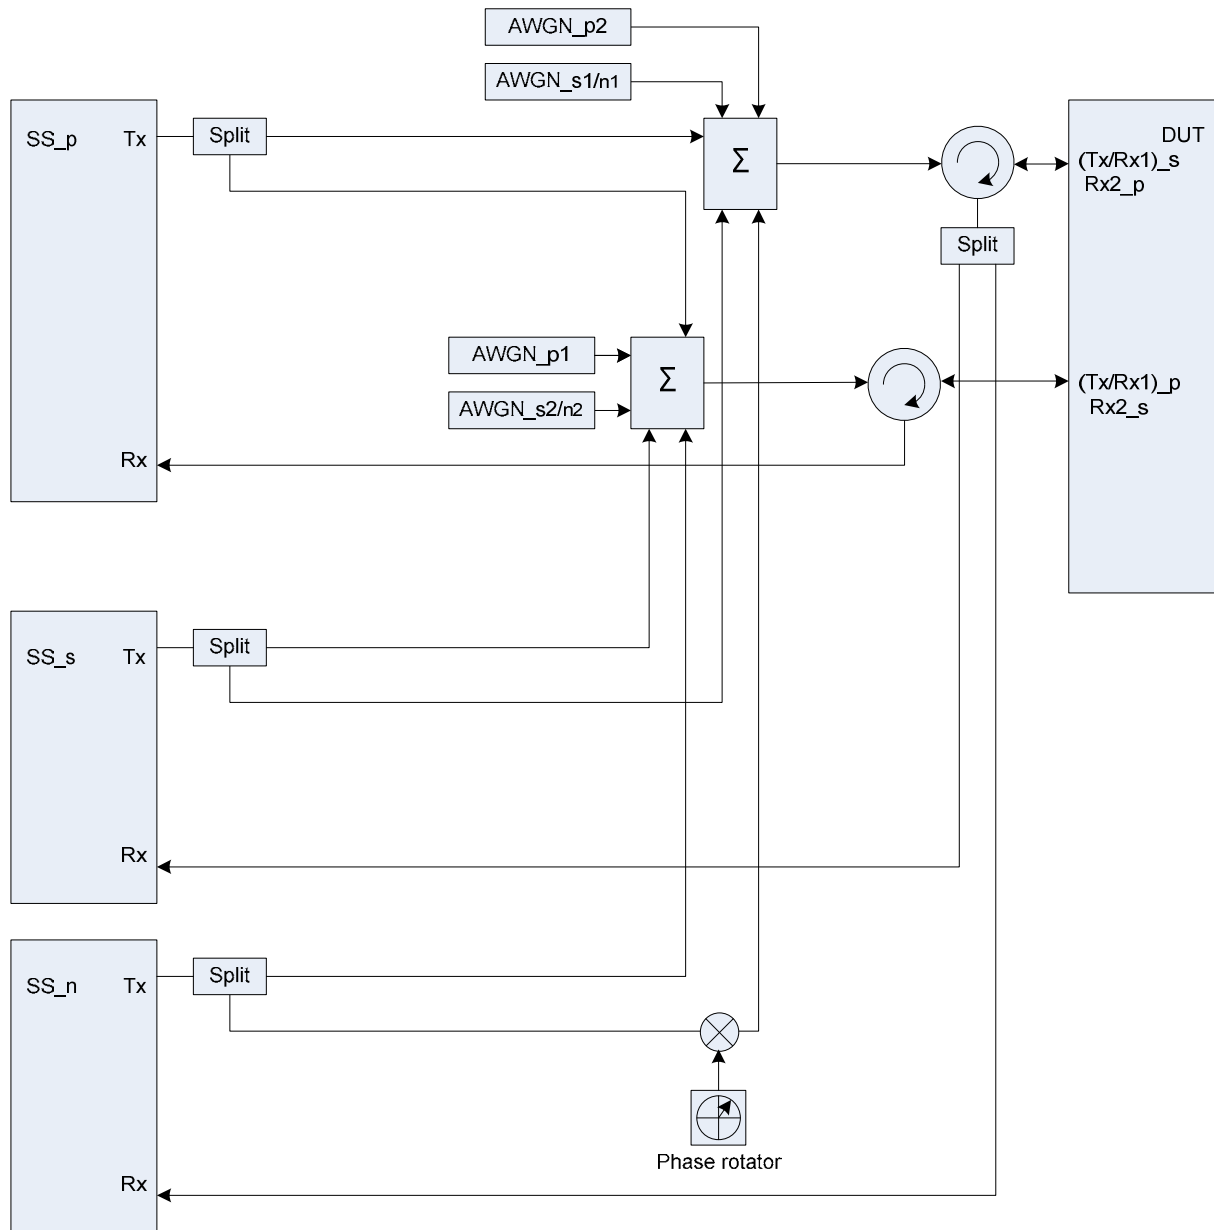 AWGN_p2
AWGN_s1/n1
SS_p
Tx
Split
Σ
DUT
(Tx/Rx1)_s
Rx2_p
Split
AWGN_p1
Σ
AWGN_s2/n2
(Tx/Rx1)_p
Rx2_s
Rx
SS_s
Tx
Split
Rx
SS_n
Tx
Split
Phase rotator
Rx